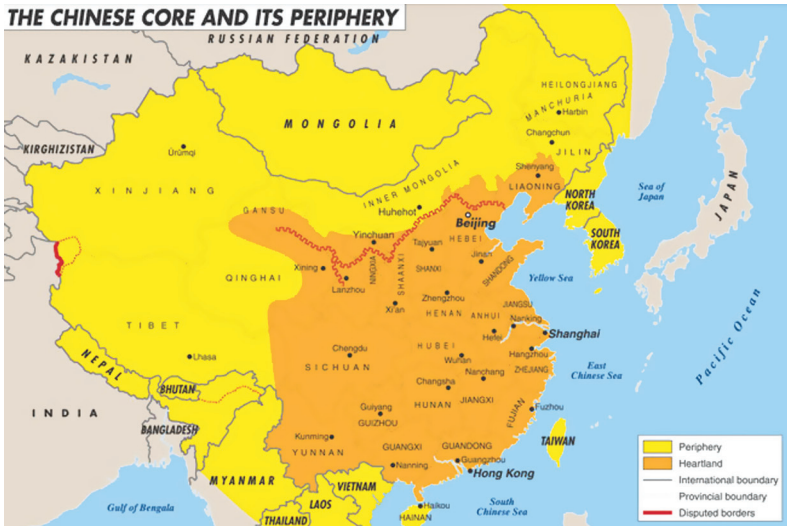 THE CHINESE CORE AND ITS PERIPHERY
RUSSIAN FEDERATION
KAZAKISTAN
HEILONGJIANG
MANCHURIA
Harbin
MONGOLIA
Changchun
JILIN
KIRGHIZISTAN
Ürümqi
Shenyang
LIAONING
XINJIANG
INNER MONGOLIA
Huhehot
NORTH
KOREA
Sea of
Japan
JAPAN
GANSU
Beijing
SOUTH
KOREA
Yinchuan
HEBEI
Tajyuan
Jinan
SHANDONG
Yellow Sea
QINGHAI
Xining
Lanzhou
NINGXIA
SHAANXI
SHANXI
Zhengzhou
JIANGSU
Xi'an
HENAN
ANHUI
Nanking
Pacific Ocean
TIBET
Hefei
Shanghai
NEPAL
Lhasa
Chengdu
SICHUAN
HUBEI
Wuhan
Hangzhou
ZHEJIANG
East
Chinese Sea
BHUTAN
Changsha
Nanchang
INDIA
Guiyang
GUIZHOU
HUNAN
JIANGXI
FUJIAN
Fuzhou
BANGLADESH
Kunming
YUNNAN
GUANGXI
GUANDONG
TAIWAN
Periphery
Heartland
International boundary
Provincial boundary
Disputed borders
MYANMAR
Nanning
Guangzhou
Hong Kong
Gulf of Bengala
VIETNAM
LAOS
THAILAND
Haikou
HAINAN
South
Chinese Sea